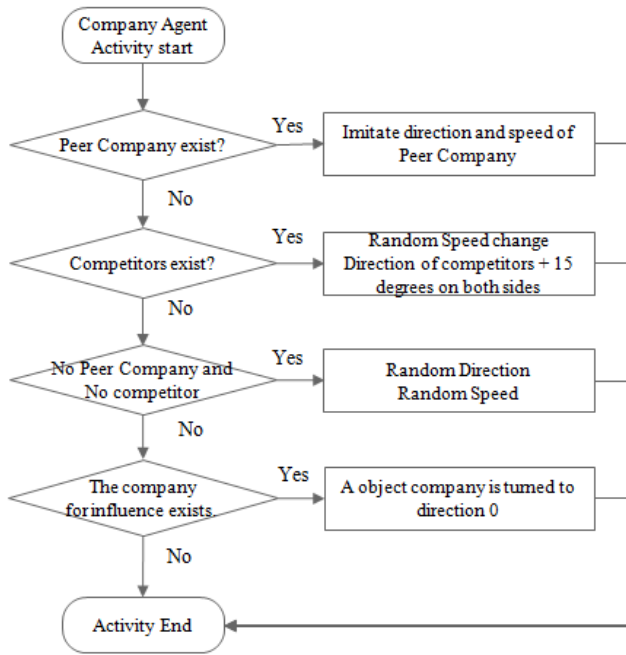 Company Agent
Activity start
Peer Company exist?
Yes
Imitate direction and speed of
Peer Company
No
Competitors exist?
Yes
Random Speed change
Direction of competitors + 15
degrees on both sides
No
No Peer Company and
No competitor
Yes
Random Direction
Random Speed
No
The company
for influence exists.
Yes
A object company is turned to
direction 0
No
Activity End